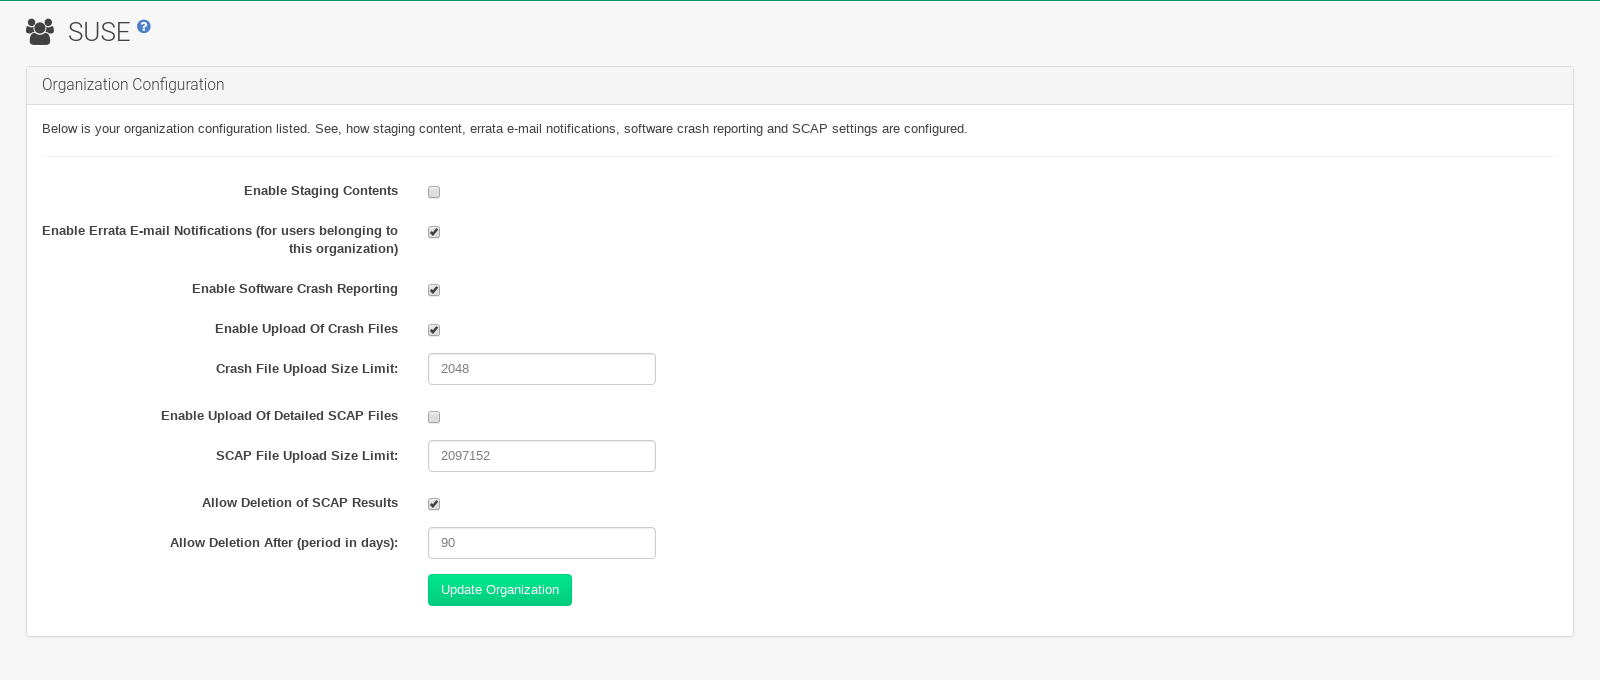 SUSE
Organization Configuration
Below is your organization configuration listed. See, how staging content, errata e-mail notifications, software crash reporting and SCAP settings are configured.
Enable Staging Contents
Enable Errata E-mail Notifications (for users belonging to
this organization)
Enable Software Crash Reporting
Enable Upload Of Crash Files
Crash File Upload Size Limit: 2048
Enable Upload Of Detailed SCAP Files
SCAP File Upload Size Limit: 2097152
Allow Deletion of SCAP Results
Allow Deletion After (period in days): 90
Update Organization